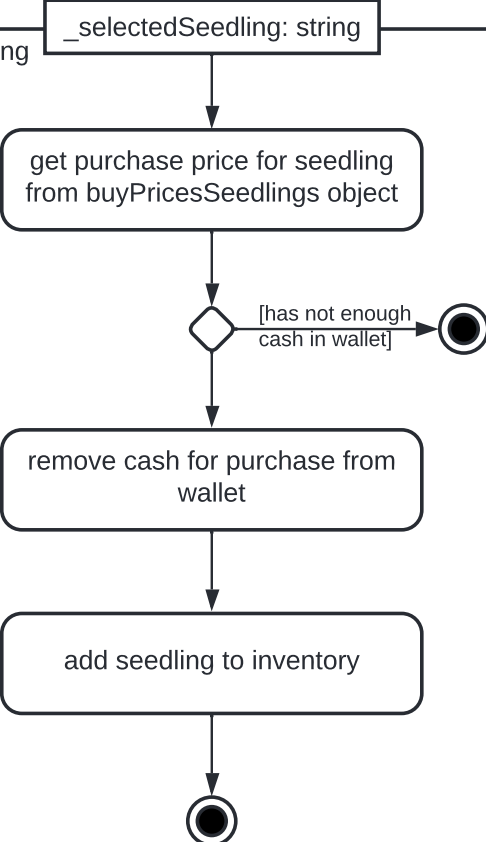 _selectedSeedling: string
ng
get purchase price for seedling
from buyPricesSeedlings object
[has not enough
cash in wallet]
remove cash for purchase from
wallet
add seedling to inventory